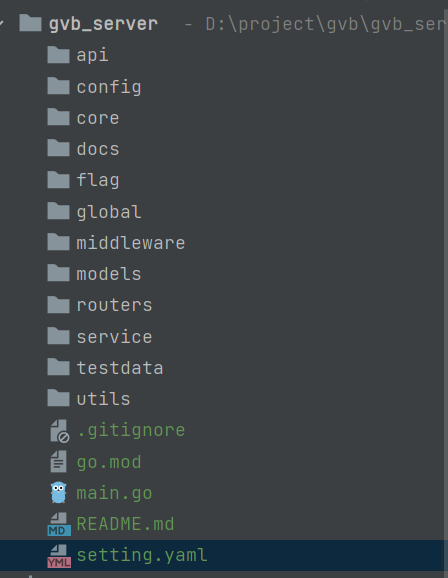 gvb_server - D:\project\gvb\gvb_ser
api
config
core
docs
flag
global
middleware
models
routers
service
testdata
utils
.gitignore
go.mod
main.go
MD README.md
YML setting.yaml